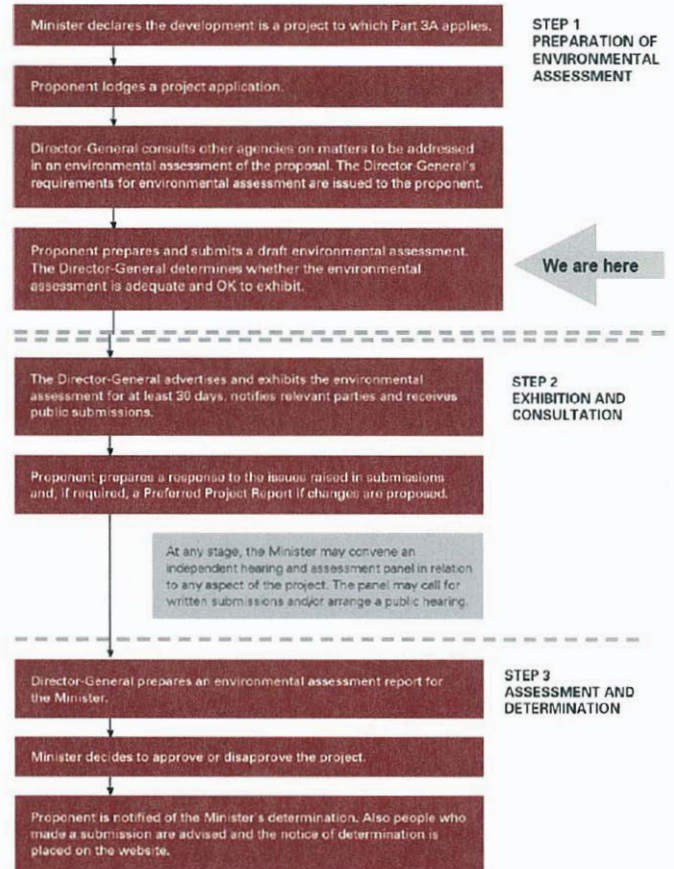 Minister declares the development is a project to which Part 3A applies.
STEP 1
PREPARATION OF
ENVIRONMENTAL
ASSESSMENT
Proponent lodges a project application.
Director-General consults other agencies on matters to be addressed
in an environmental assessment of the proposal. The Director-General's
requirements for environmental assessment are issued to the proponent.
Proponent prepares and submits a draft environmental assessment.
The Director-General determines whether the environmental
assessment is adequate and OK to exhibit.
We are here
The Director-General advertises and exhibits the environmental
assessment for at least 30 days, notifies relevant parties and receives
public submissions.
STEP 2
EXHIBITION AND
CONSULTATION
Proponent prepares a response to the issues raised in submissions
and, if required, a Preferred Project Report if changes are proposed.
At any stage, the Minister may convene an
independent hearing and assessment panel in relation
to any aspect of the project. The panel may call for
written submissions and/or arrange a public hearing.
Director-General prepares an environmental assessment report for
the Minister.
STEP 3
ASSESSMENT AND
DETERMINATION
Minister decides to approve or disapprove the project.
Proponent is notified of the Minister's determination. Also people who
made a submission are advised and the notice of determination is
placed on the website.